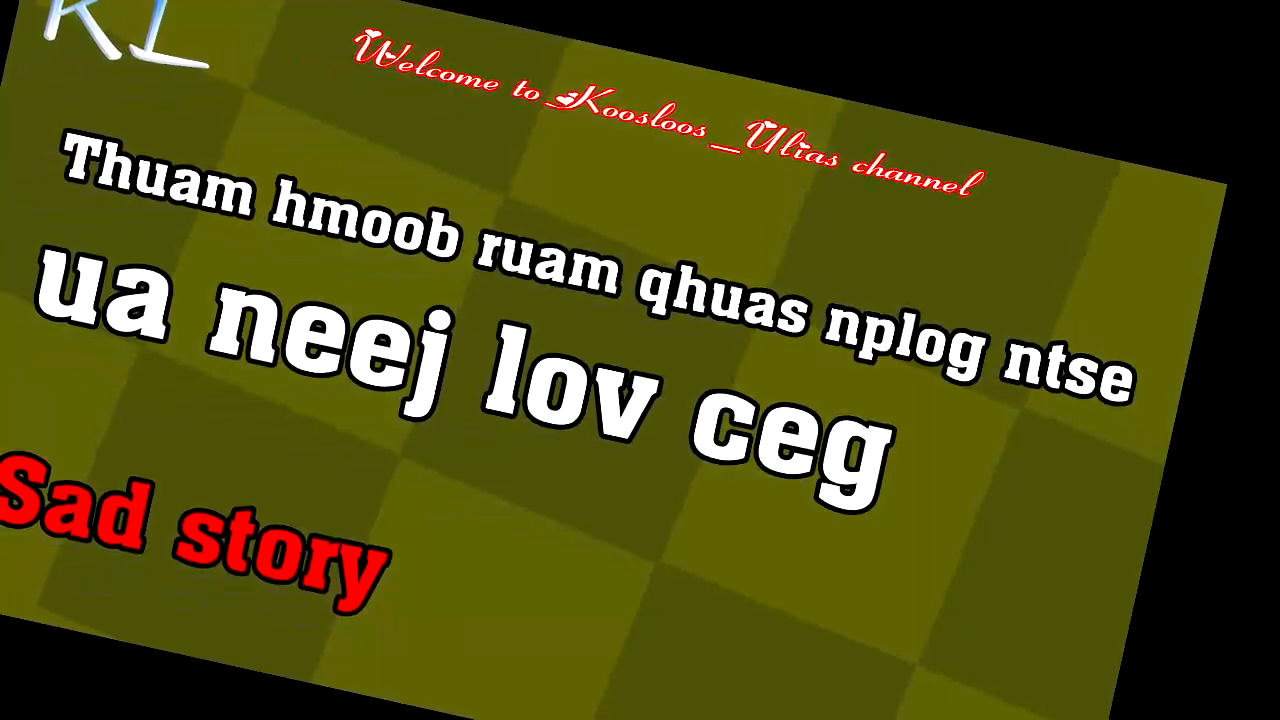 Welcome to Koosloos_Ulias channel
Thuam hmoob ruam qhuas nplog ntse
ua neej lov ceg
Sad story